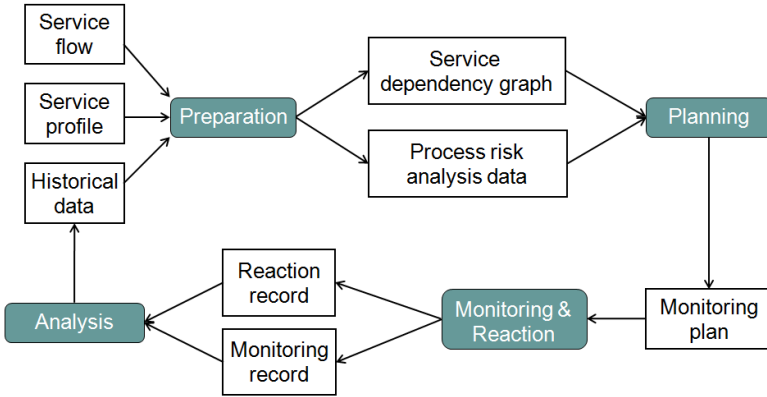 Service
flow
Service
profile
Historical
data
Preparation
Service
dependency graph
Process risk
analysis data
Planning
Monitoring
plan
Monitoring &
Reaction
Reaction
record
Monitoring
record
Analysis